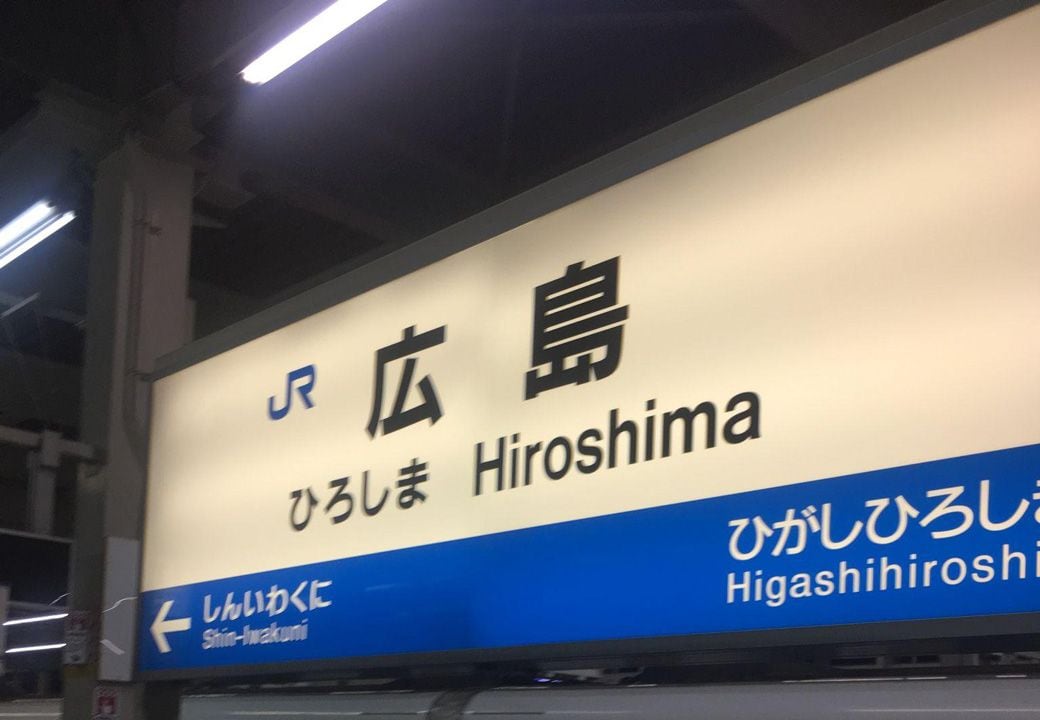 JR 広島
ひろしま Hiroshima
← しんいわくに
Shin-Iwakuni
ひがしひろし
Higashihiroshi